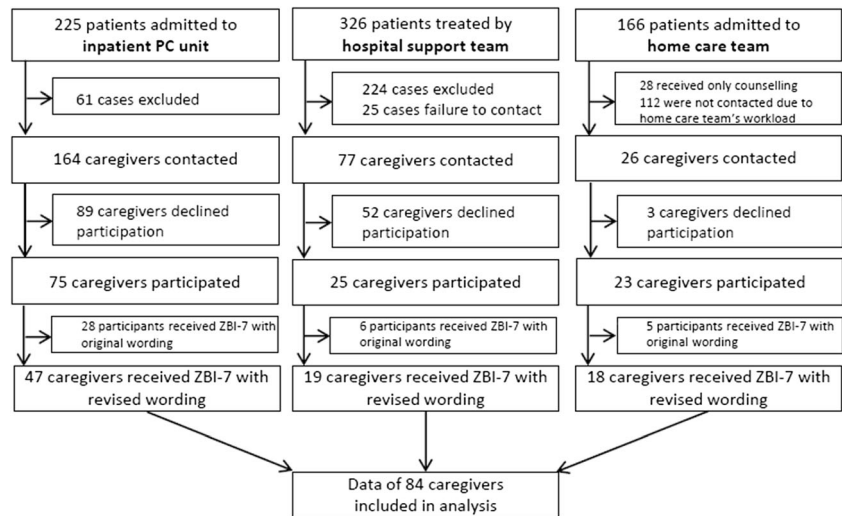 225 patients admitted to
inpatient PC unit
61 cases excluded
164 caregivers contacted
89 caregivers declined
participation
75 caregivers participated
28 participants received ZBI-7 with
original wording
47 caregivers received ZBI-7 with
revised wording
326 patients treated by
hospital support team
224 cases excluded
25 cases failure to contact
77 caregivers contacted
52 caregivers declined
participation
25 caregivers participated
6 participants received ZBI-7 with
original wording
19 caregivers received ZBI-7 with
revised wording
166 patients admitted to
home care team
28 received only counselling
112 were not contacted due to
home care team's workload
26 caregivers contacted
3 caregivers declined
participation
23 caregivers participated
5 participants received ZBI-7 with
original wording
18 caregivers received ZBI-7 with
revised wording
Data of 84 caregivers
included in analysis